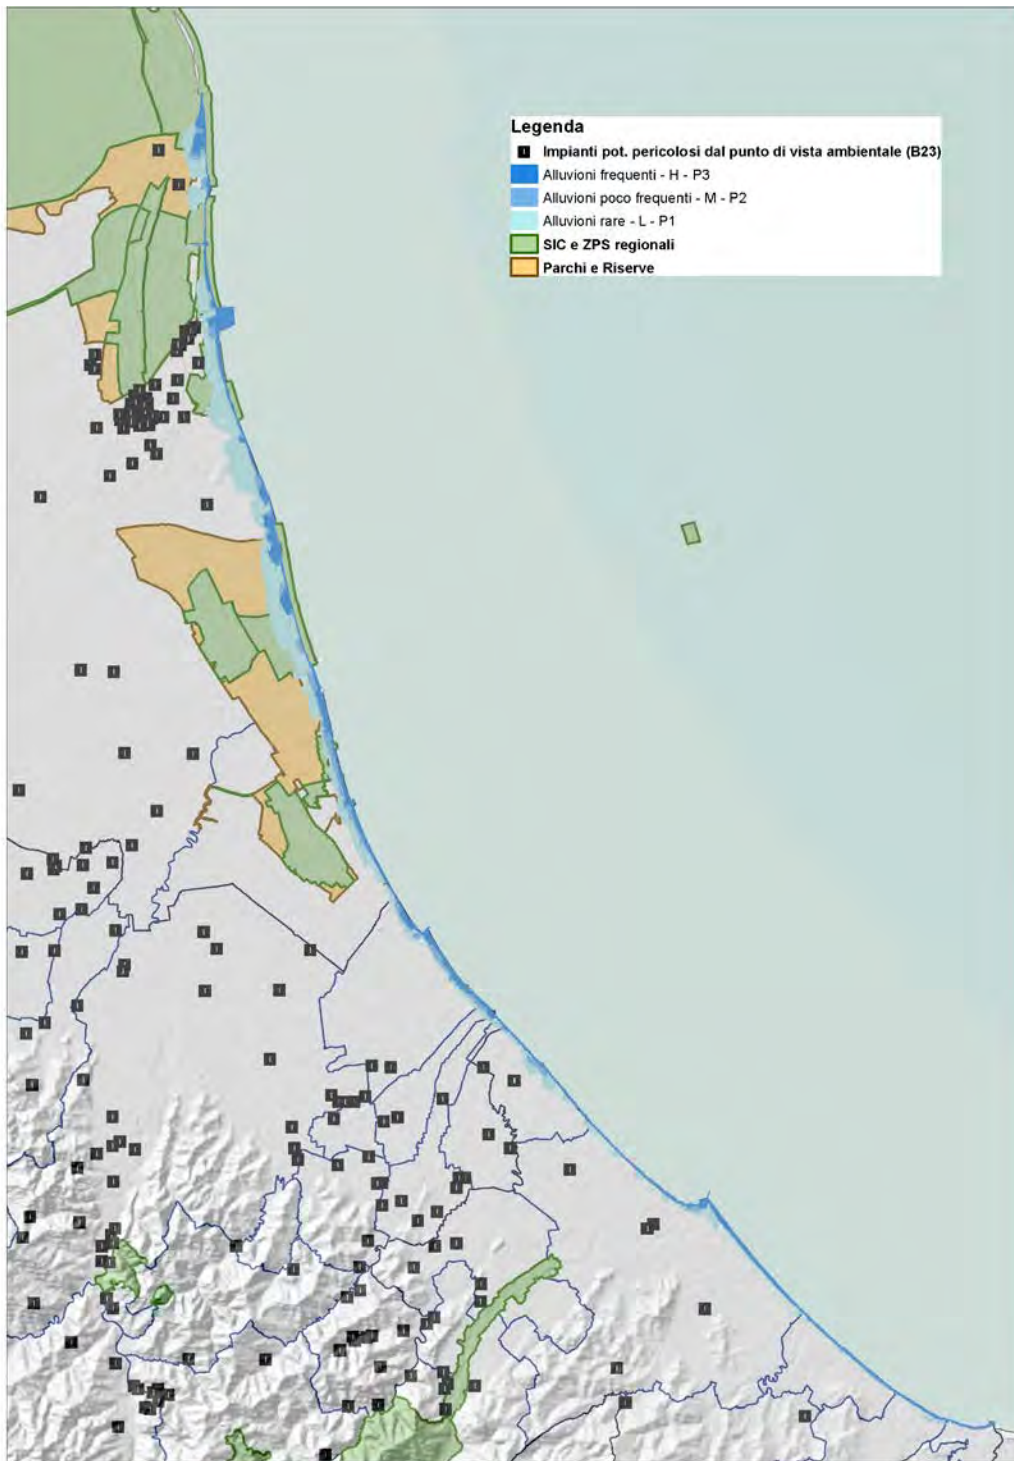 Legenda
Impianti pot. pericolosi dal punto di vista ambientale (B23)
Alluvioni frequenti - H - P3
Alluvioni poco frequenti - M - P2
Alluvioni rare - L - P1
SIC e ZPS regionali
Parchi e Riserve